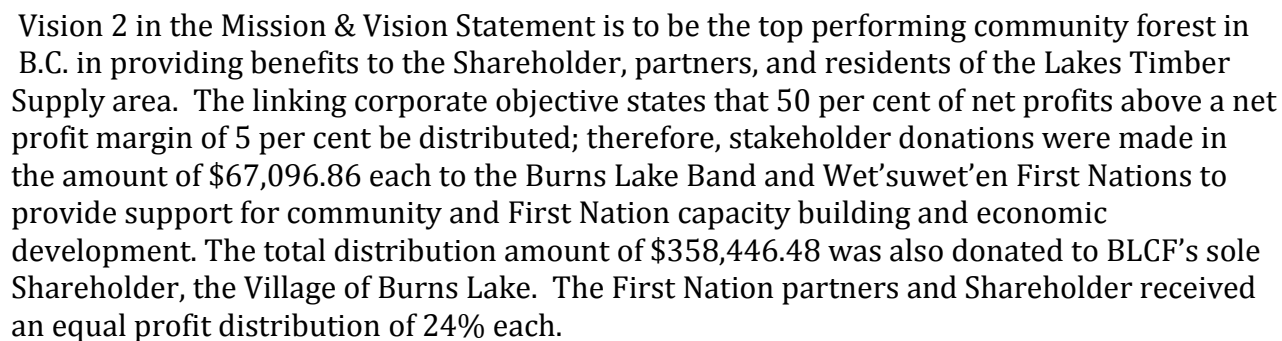 Vision 2 in the Mission & Vision Statement is to be the top performing community forest in
B.C. in providing benefits to the Shareholder, partners, and residents of the Lakes Timber
Supply area.  The linking corporate objective states that 50 per cent of net profits above a net
profit margin of 5 per cent be distributed; therefore, stakeholder donations were made in
the amount of $67,096.86 each to the Burns Lake Band and Wet’suwet’en First Nations to
provide support for community and First Nation capacity building and economic
development. The total distribution amount of $358,446.48 was also donated to BLCF’s sole
Shareholder, the Village of Burns Lake.  The First Nation partners and Shareholder received
an equal profit distribution of 24% each.